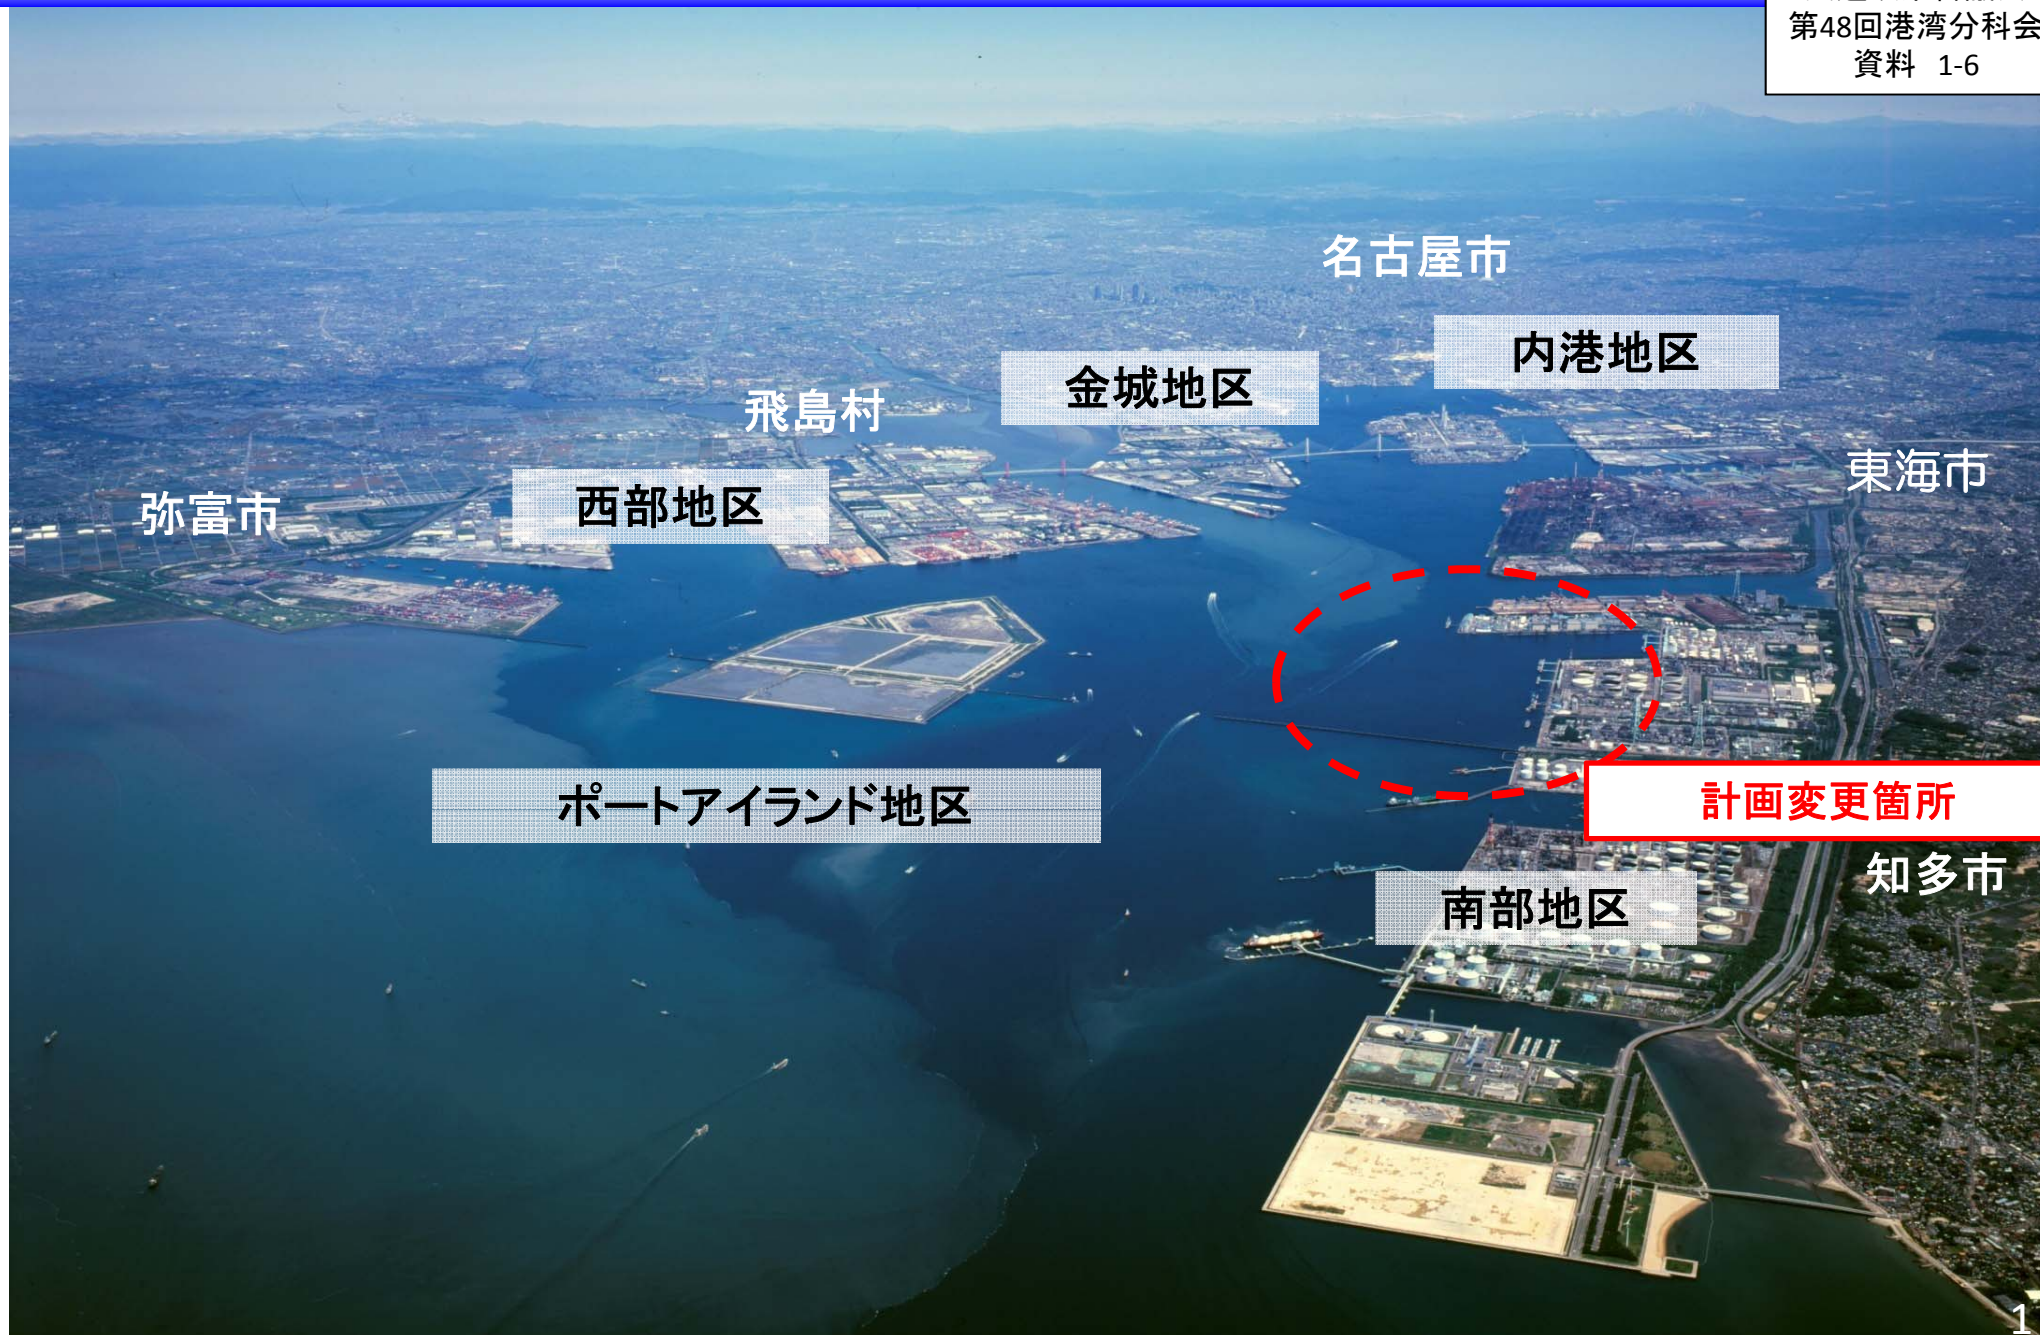 第48回港湾分科会
資料 1-6
名古屋市
内港地区
金城地区
飛島村
東海市
西部地区
弥富市
計画変更箇所
ポートアイランド地区
知多市
南部地区
1